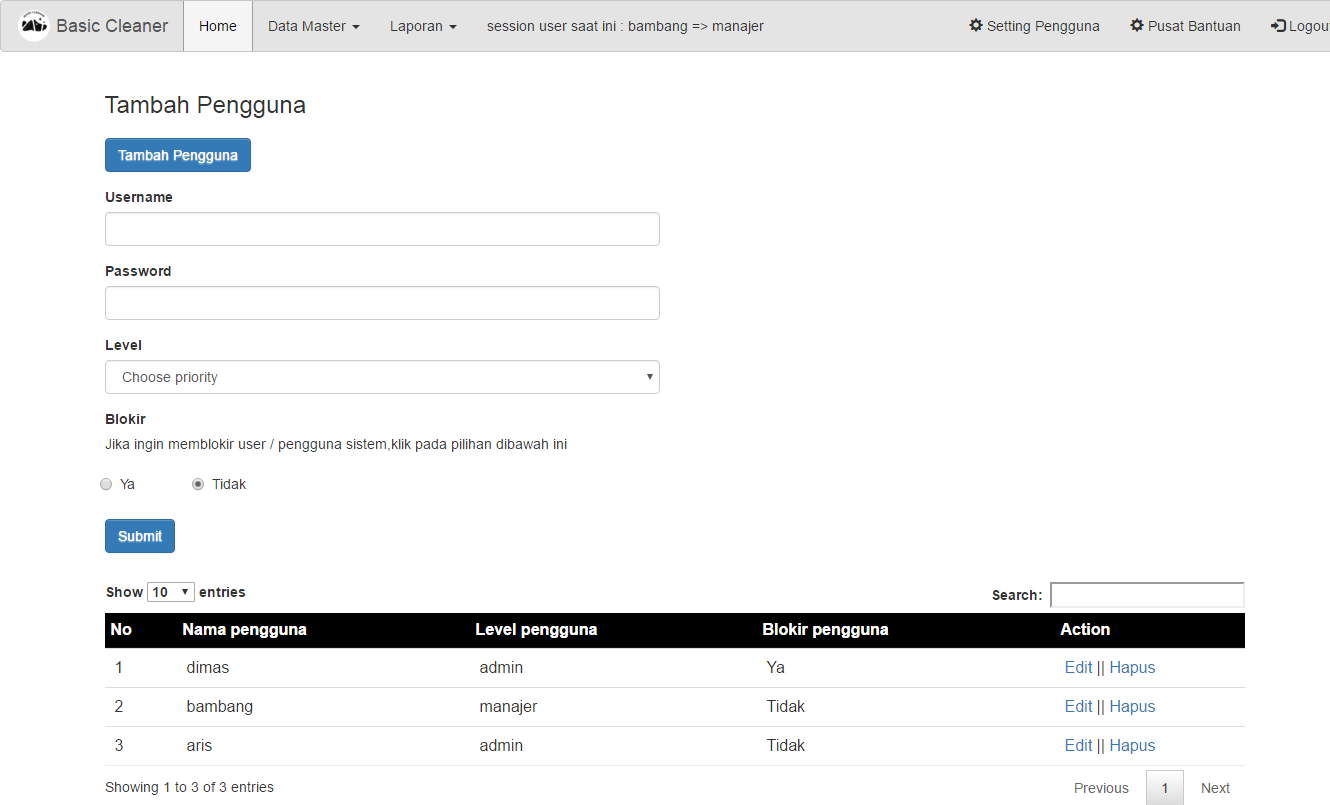 Basic Cleaner Home Data Master Laporan session user saat ini : bambang => manajer Setting Pengguna Pusat Bantuan Logou
Tambah Pengguna
Tambah Pengguna
Username
Password
Level
Choose priority
Blokir
Jika ingin memblokir user / pengguna sistem,klik pada pilihan dibawah ini
Ya Tidak
Submit
Show 10 entries Search:
No Nama pengguna Level pengguna Blokir pengguna Action
1 dimas admin Ya Edit || Hapus
2 bambang manajer Tidak Edit || Hapus
3 aris admin Tidak Edit || Hapus
Showing 1 to 3 of 3 entries Previous 1 Next